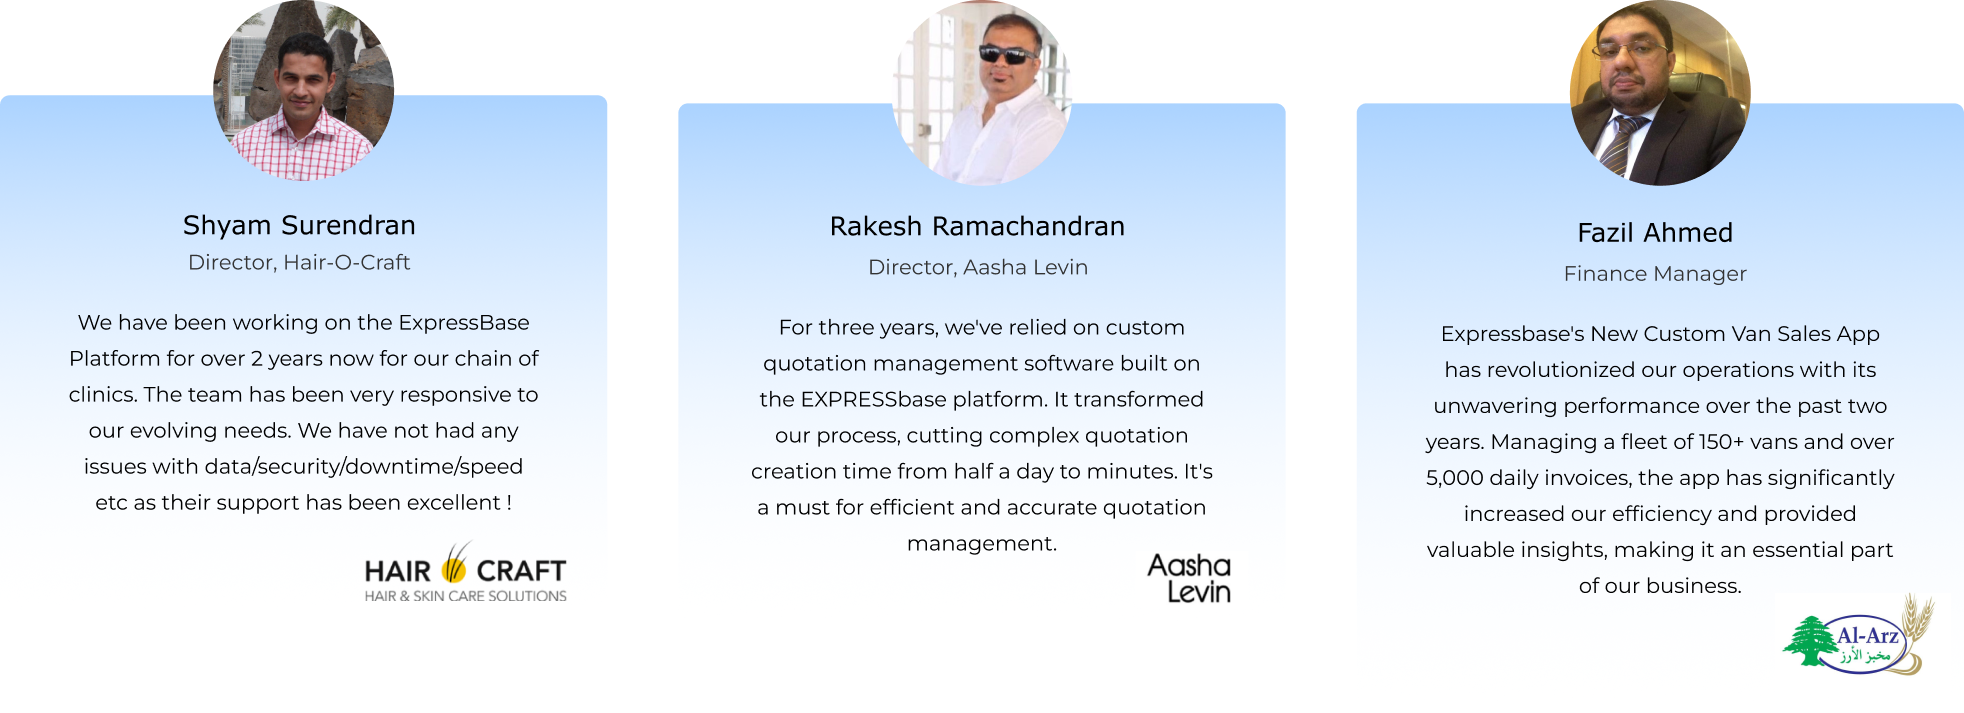 Shyam Surendran
Director, Hair-O-Craft
We have been working on the ExpressBase
Platform for over 2 years now for our chain of
clinics. The team has been very responsive to
our evolving needs. We have not had any
issues with data/security/downtime/speed
etc as their support has been excellent !
HAIR CRAFT
HAIR & SKIN CARE SOLUTIONS
Rakesh Ramachandran
Director, Aasha Levin
For three years, we've relied on custom
quotation management software built on
the EXPRESSbase platform. It transformed
our process, cutting complex quotation
creation time from half a day to minutes. It's
a must for efficient and accurate quotation
management.
Aasha
Levin
Fazil Ahmed
Finance Manager
Expressbase's New Custom Van Sales App
has revolutionized our operations with its
unwavering performance over the past two
years. Managing a fleet of 150+ vans and over
5,000 daily invoices, the app has significantly
increased our efficiency and provided
valuable insights, making it an essential part
of our business.
Al-Arz
مخبز الأرز